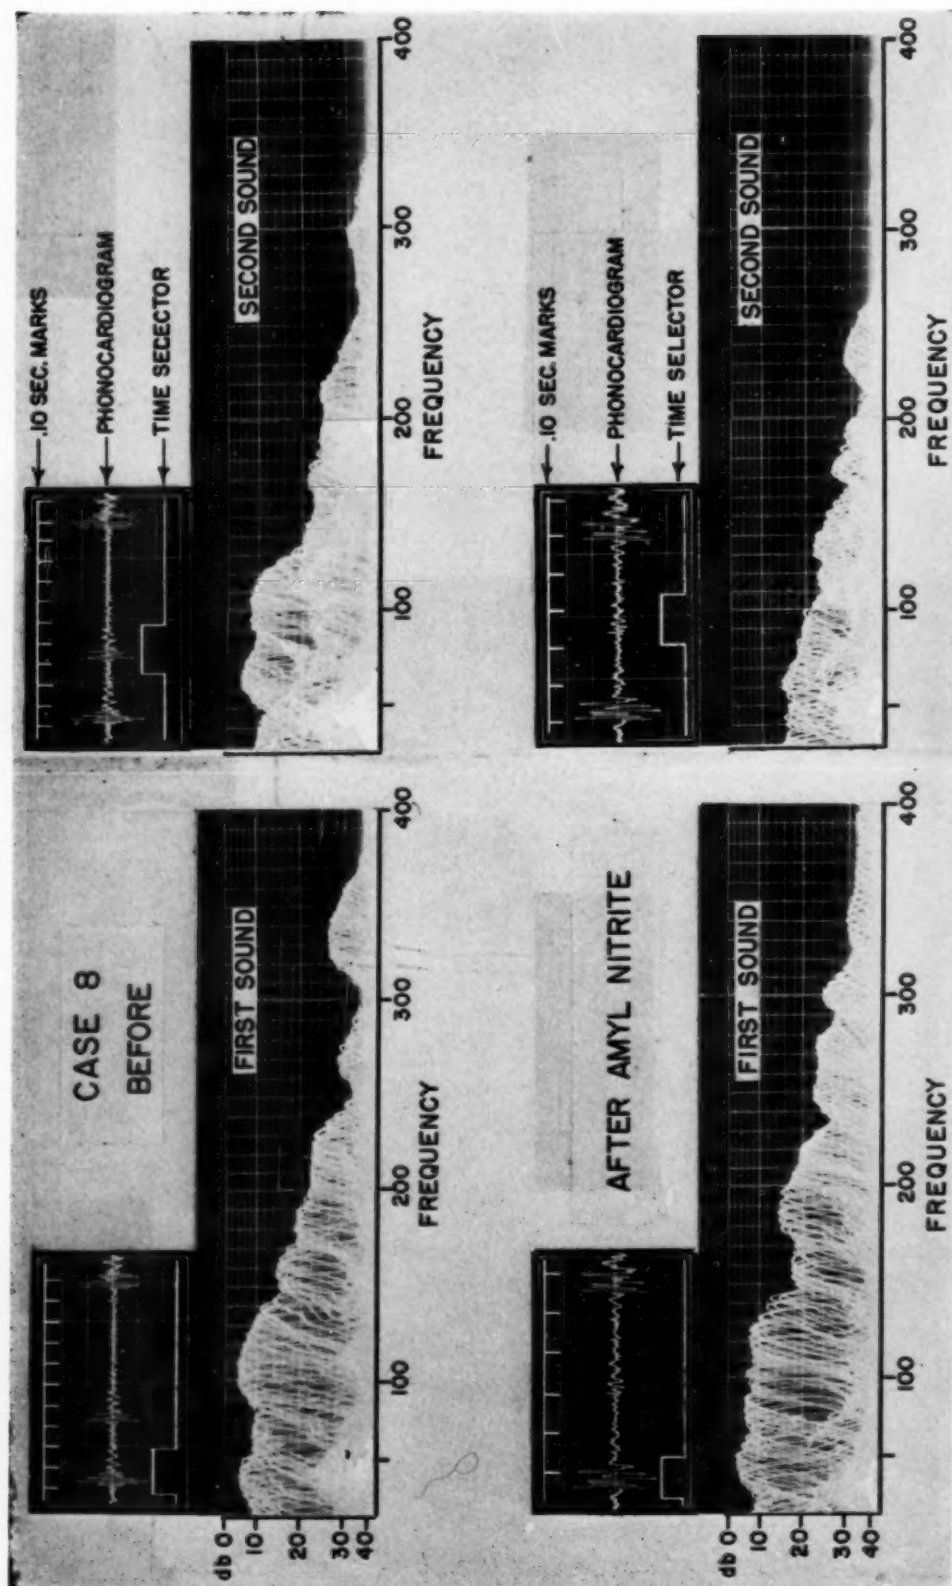 CASE 8
BEFORE
.10 SEC. MARKS
PHONOCARDIOGRAM
TIME SELECTOR
db 0
10
20
30
40
FIRST SOUND
100
200
300
400
FREQUENCY
SECOND SOUND
100
200
300
400
FREQUENCY
AFTER AMYL NITRITE
.10 SEC. MARKS
PHONOCARDIOGRAM
TIME SELECTOR
db 0
10
20
30
40
FIRST SOUND
100
200
300
400
FREQUENCY
SECOND SOUND
100
200
300
400
FREQUENCY